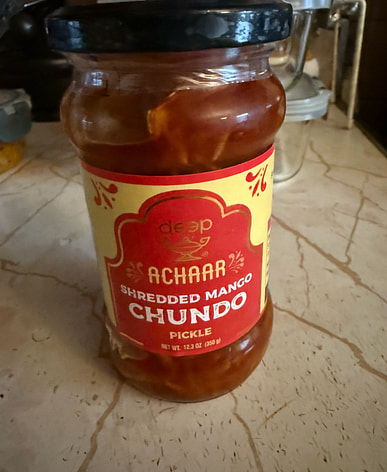 deep
ACHAAR
SHREDDED MANGO
CHUNDO
PICKLE
NET WT. 12.3 OZ (350 g)